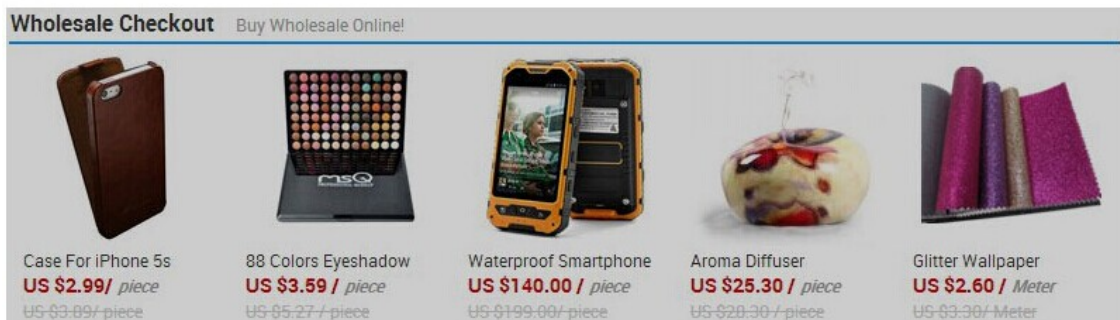 Wholesale Checkout Buy Wholesale Online!
msQ
PROFESSIONAL MAKEUP
Case For iPhone 5s
US $2.99/ piece
US $3.89/ piece
88 Colors Eyeshadow
US $3.59 / piece
US $5.27 / piece
Waterproof Smartphone
US $140.00 / piece
US $199.00/ piece
Aroma Diffuser
US $25.30 / piece
US $28.30 / piece
Glitter Wallpaper
US $2.60 / Meter
US $3.30/ Meter